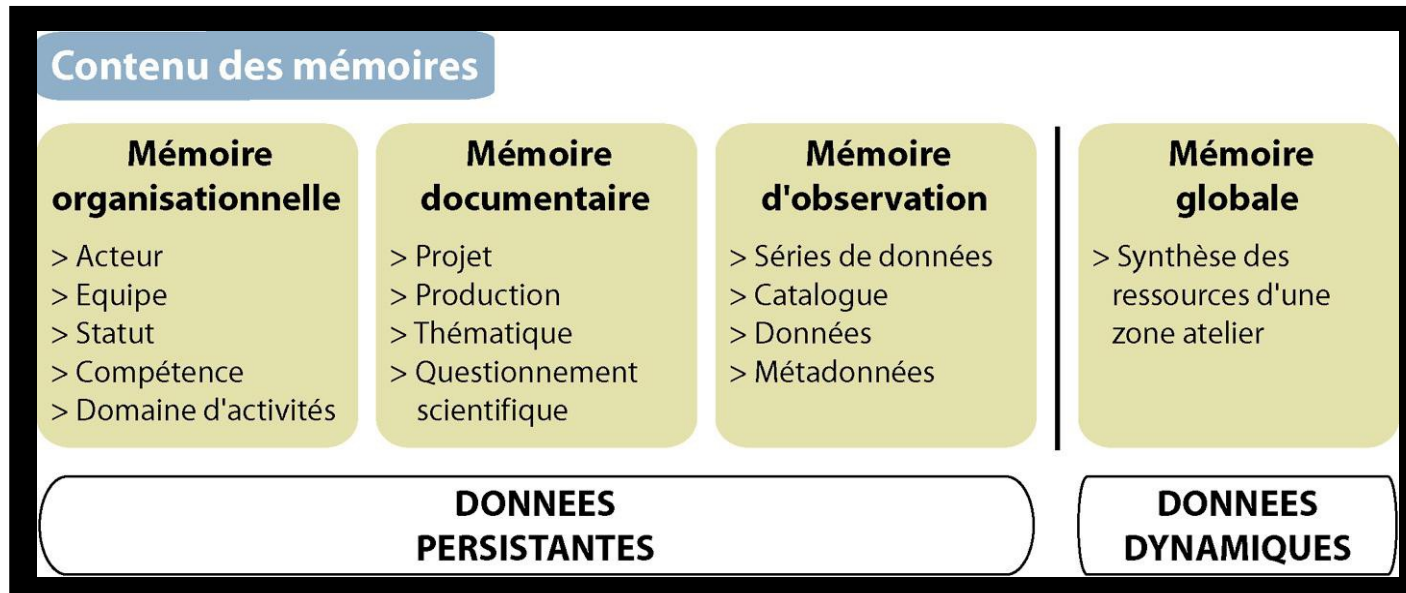 Contenu des mémoires
Mémoire
organisationnelle
> Acteur
> Equipe
> Statut
> Compétence
> Domaine d'activités
Mémoire
documentaire
> Projet
> Production
> Thématique
> Questionnement
scientifique
Mémoire
d'observation
> Séries de données
> Catalogue
> Données
> Métadonnées
Mémoire
globale
> Synthèse des
ressources d'une
zone atelier
DONNEES
PERSISTANTES
DONNEES
DYNAMIQUES